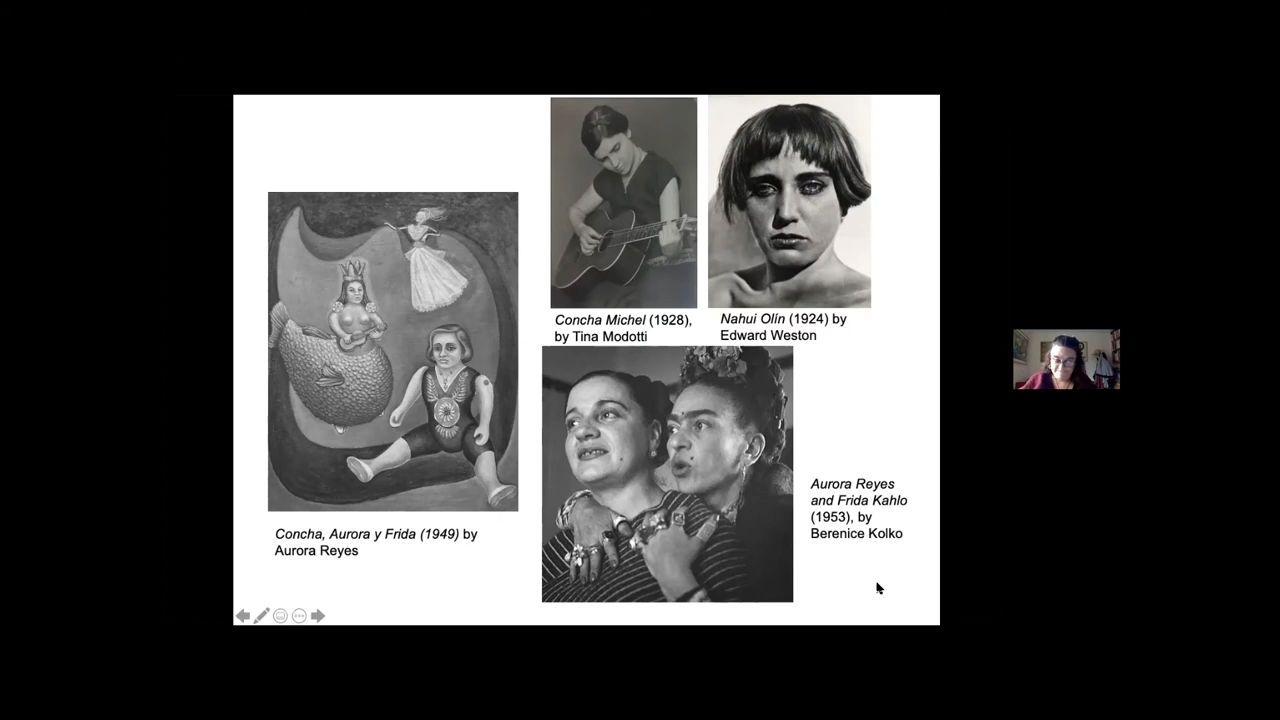 Concha Michel (1928),
by Tina Modotti
Nahui Olin (1924) by
Edward Weston
Aurora Reyes
and Frida Kahlo
(1953), by
Berenice Kolko
Concha, Aurora y Frida (1949) by
Aurora Reyes